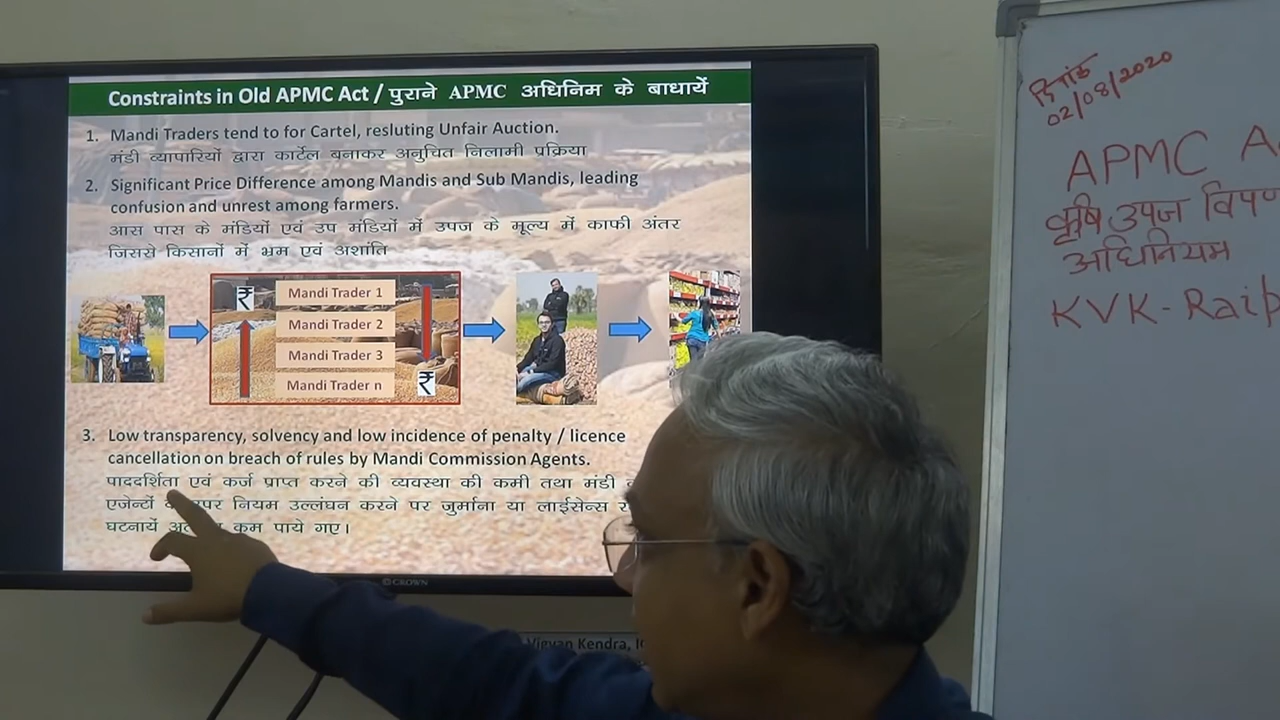 Constraints in Old APMC Act / पुराने APMC अधिनिम के बाधायें
1. Mandi Traders tend to for Cartel, resluting Unfair Auction.
मंडी व्यापारियों द्वारा कार्टेल बनाकर अनुचित निलामी प्रक्रिया
2. Significant Price Difference among Mandis and Sub Mandis, leading
confusion and unrest among farmers.
आस पास के मंडियों एवं उप मंडियों में उपज के मूल्य में काफी अंतर
जिससे किसानों में भ्रम एवं अशांति
₹
Mandi Trader 1
Mandi Trader 2
Mandi Trader 3
Mandi Trader n
₹
3. Low transparency, solvency and low incidence of penalty / licence
cancellation on breach of rules by Mandi Commission Agents.
पाददर्शिता एवं कर्ज प्राप्त करने की व्यवस्था की कमी तथा मंडी
एजेन्टों नियम उल्लंघन करने पर जुर्माना या लाईसेन्स
घटनायें कम पाये गए।
CROWN
Vigyan Kendra,
दिनांक
02/08/2020
APMC
कृषि उपज
अधिनियम
KVK-